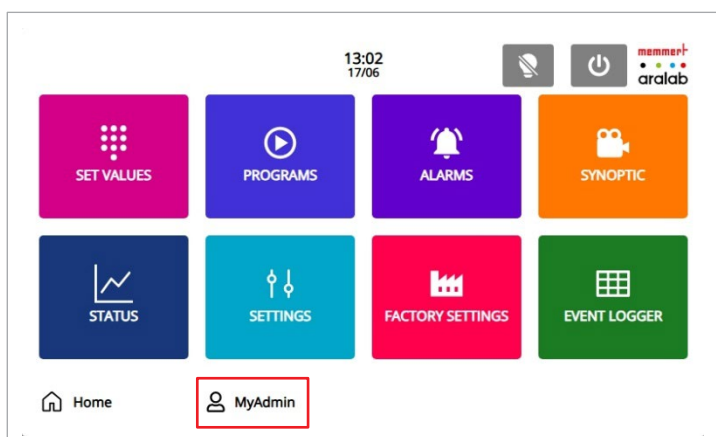 13:02
17/06
memmert
aralab
SET VALUES
PROGRAMS
ALARMS
SYNOPTIC
STATUS
SETTINGS
FACTORY SETTINGS
EVENT LOGGER
Home
MyAdmin